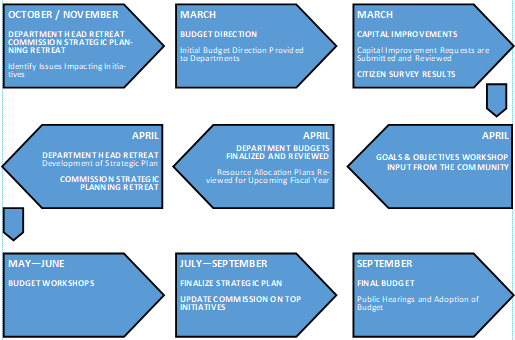 OCTOBER / NOVEMBER
DEPARTMENT HEAD RETREAT
COMMISSION STRATEGIC PLAN-
NING RETREAT
Identify Issues Impacting Initia-
tives
MARCH
BUDGET DIRECTION
Initial Budget Direction Provided
to Departments
MARCH
CAPITAL IMPROVEMENTS
Capital Improvement Requests are
Submitted and Reviewed
CITIZEN SURVEY RESULTS
APRIL
DEPARTMENT HEAD RETREAT
Development of Strategic Plan
COMMISSION STRATEGIC
PLANNING RETREAT
APRIL
DEPARTMENT BUDGETS
FINALIZED AND REVIEWED
Resource Allocation Plans Re-
viewed for Upcoming Fiscal Year
APRIL
GOALS & OBJECTIVES WORKSHOP
INPUT FROM THE COMMUNITY
MAY—JUNE
BUDGET WORKSHOPS
JULY—SEPTEMBER
FINALIZE STRATEGIC PLAN
UPDATE COMMISSION ON TOP
INITIATIVES
SEPTEMBER
FINAL BUDGET
Public Hearings and Adoption of
Budget